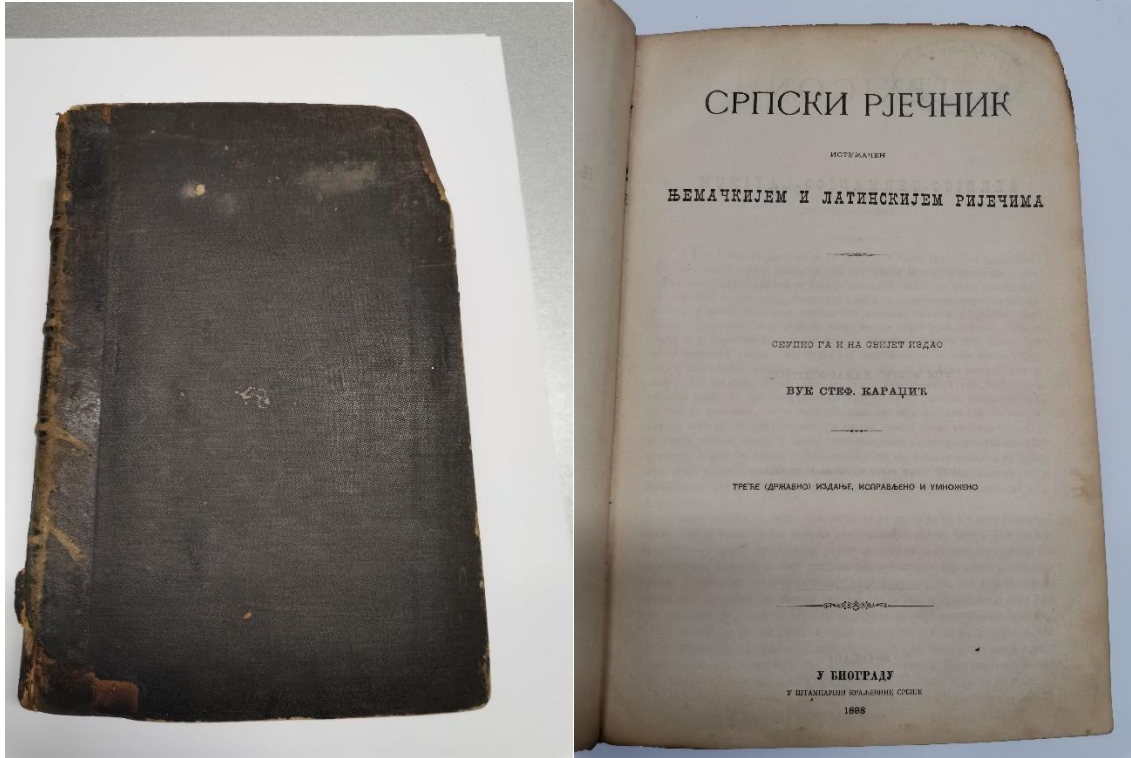 СРПСКИ РЈЕЧНИК
ИСТУМАЧЕН
ЊЕМАЧКИЈЕМ И ЛАТИНСКИЈЕМ РИЈЕЧИМА
СКУПИО ГА И НА СВИЈЕТ ИЗДАО
ВУК СТЕФ. КАРАЏИЋ
ТРЕЋЕ (ДРЖАВНО) ИЗДАЊЕ, ИСПРАВЉЕНО И УМНОЖЕНО
У БИОГРАДУ
У ШТАМПАРИЈИ КРАЉЕВИНЕ СРБИЈЕ
1898